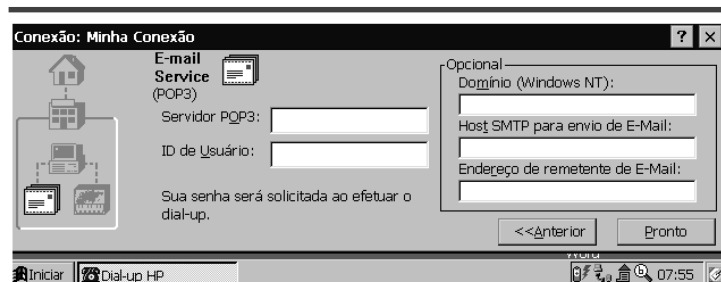 Conexão: Minha Conexão
? ×
E-mail
Service
(POP3)
Servidor POP3:
ID de Usuário:
Sua senha será solicitada ao efetuar o
dial-up.
Opcional
Domínio (Windows NT):
Host SMTP para envio de E-Mail:
Endereço de remetente de E-Mail:
<<Anterior
Pronto
Word
Iniciar
Dial-up HP
07:55